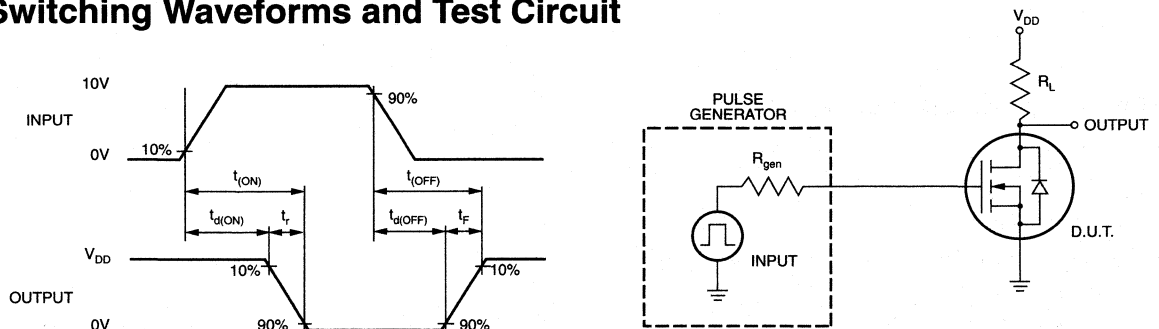 Switching Waveforms and Test Circuit
10V
INPUT
0V
10%
90%
t(ON)
t(OFF)
td(ON)
tr
td(OFF)
tF
VDD
10%
10%
OUTPUT
0V
90%
90%
PULSE
GENERATOR
Rgen
INPUT
VDD
RL
OUTPUT
D.U.T.